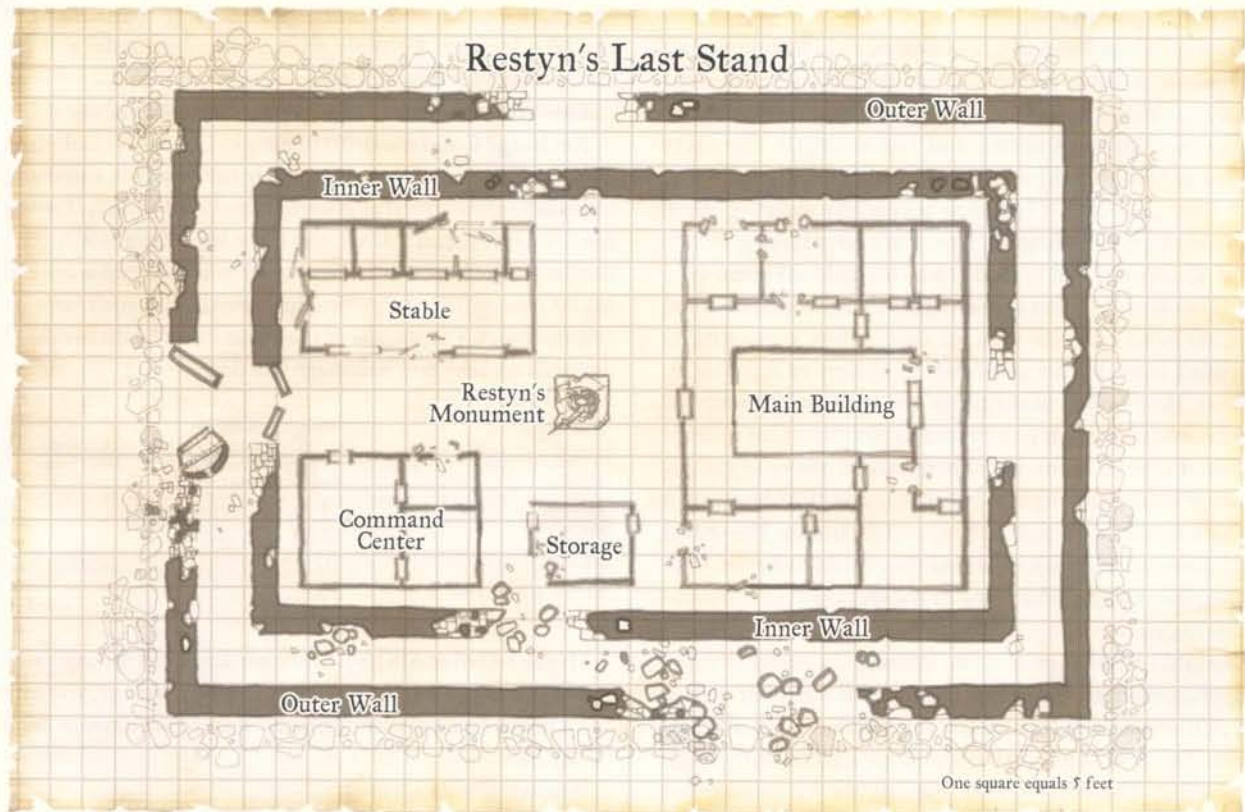 Restyn's Last Stand
Outer Wall
Inner Wall
Stable
Restyn's
Monument
Main Building
Command
Center
Storage
Inner Wall
Outer Wall
One square equals 5 feet